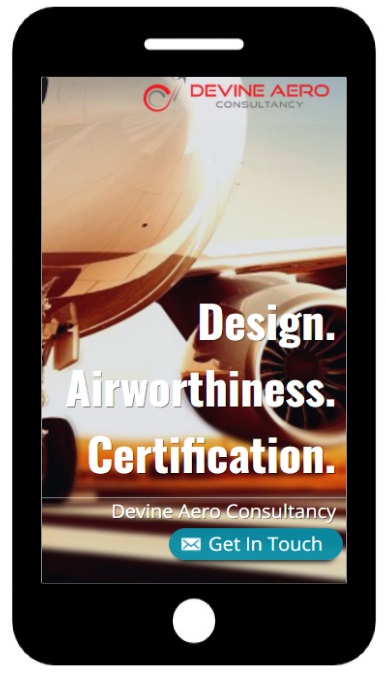 DEVINE AERO
CONSULTANCY
Design.
Airworthiness.
Certification.
Devine Aero Consultancy
Get In Touch